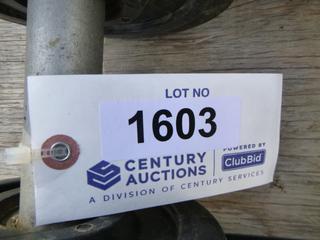 LOT NO
1603
CENTURY
AUCTIONS
POWERED BY
ClubBid
A DIVISION OF CENTURY SERVICES